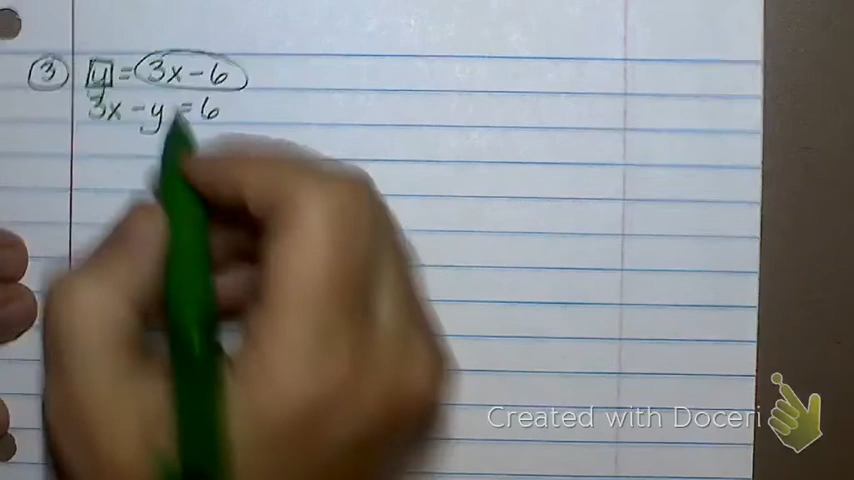 ③ y = 3x - 6
3x - y = 6
Created with Doceri